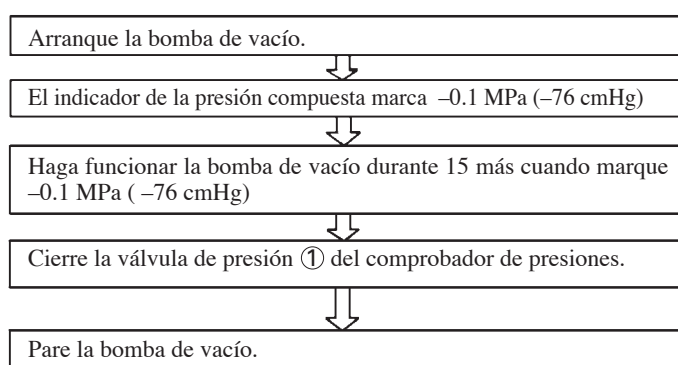 Arranque la bomba de vacío.
El indicador de la presión compuesta marca –0.1 MPa (–76 cmHg)
Haga funcionar la bomba de vacío durante 15 más cuando marque
–0.1 MPa ( –76 cmHg)
Cierre la válvula de presión ① del comprobador de presiones.
Pare la bomba de vacío.